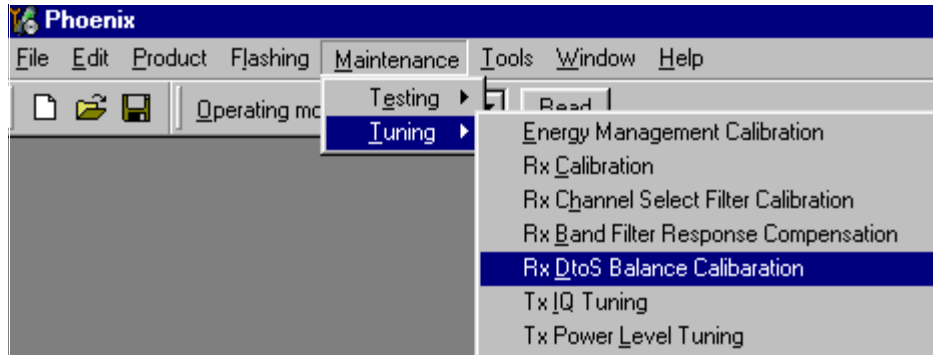 Phoenix
File Edit Product Flashing Maintenance Tools Window Help
Operating mo
Read
Testing
Tuning
Energy Management Calibration
Rx Calibration
Rx Channel Select Filter Calibration
Rx Band Filter Response Compensation
Rx DtoS Balance Calibaration
Tx IQ Tuning
Tx Power Level Tuning